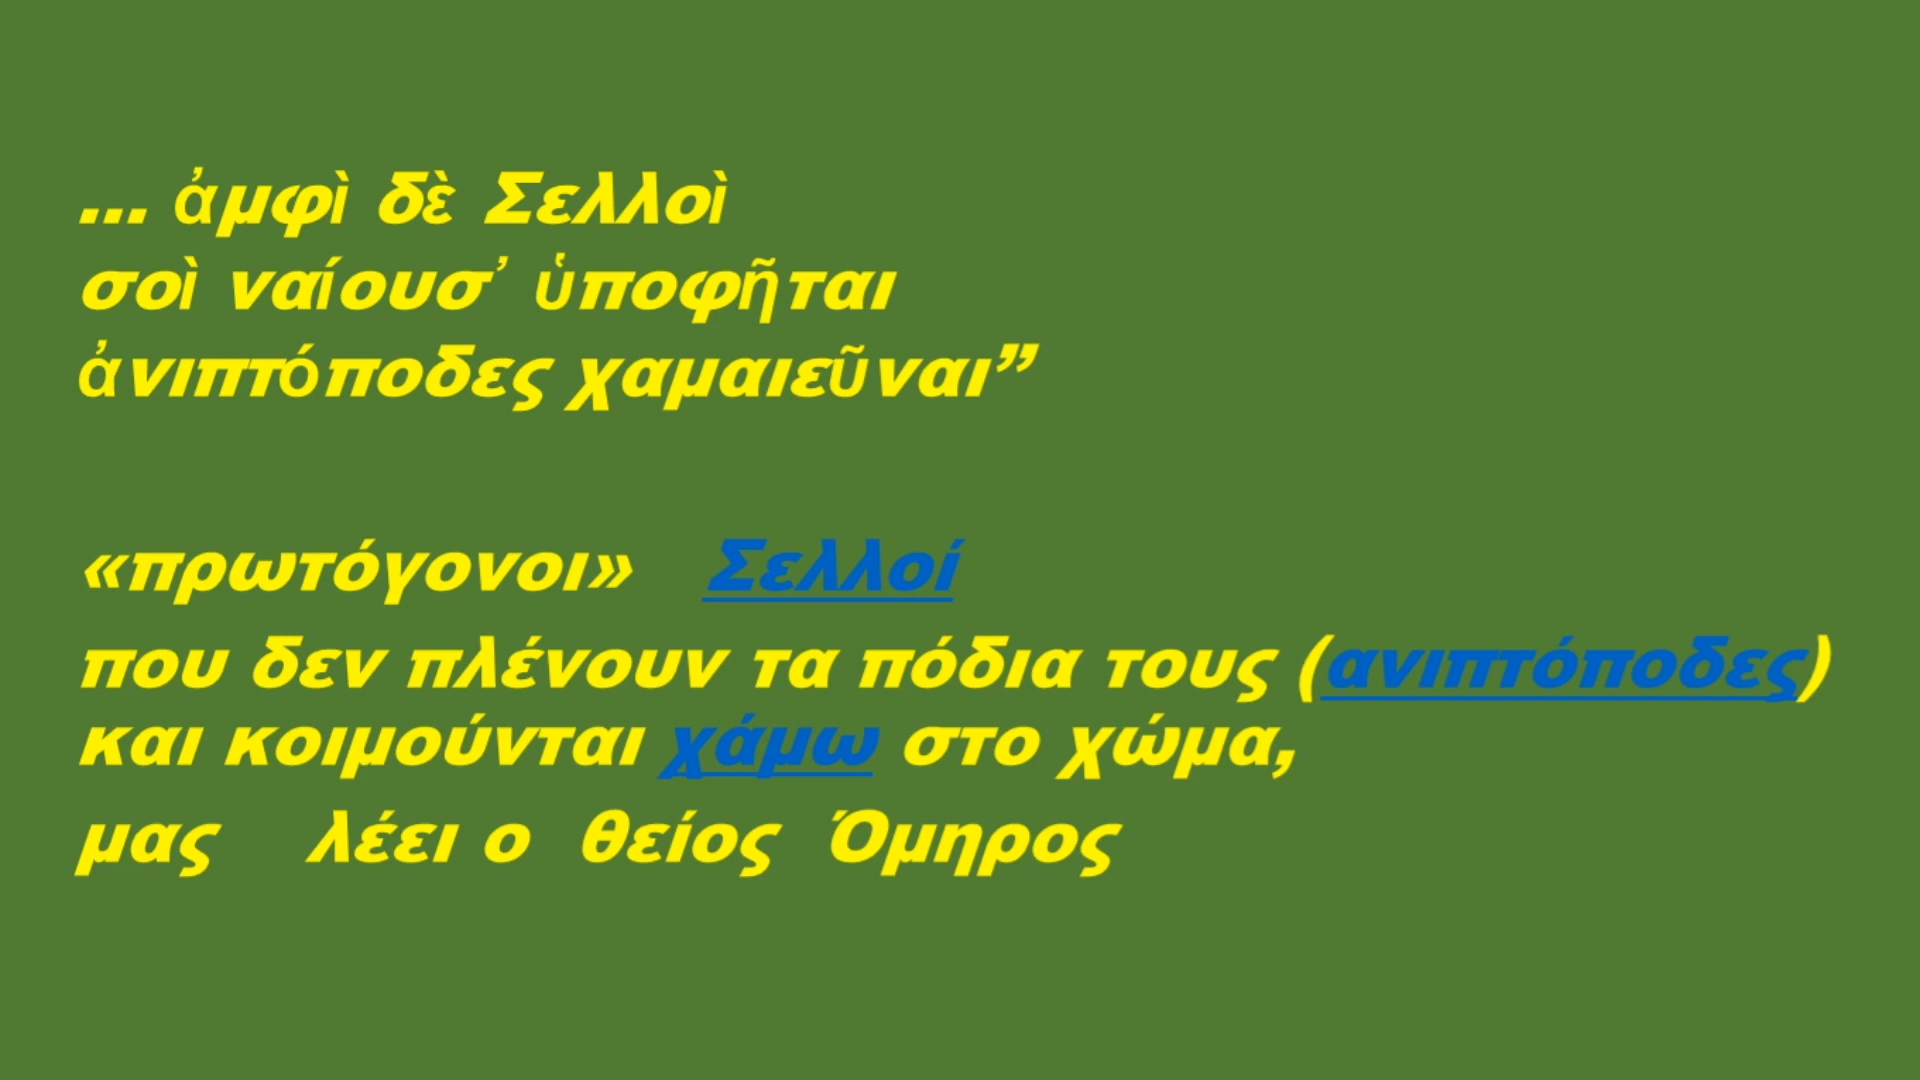 ... ἀμφὶ δὲ Σελλοὶ
σοὶ ναίουσ᾽ ὑποφῆται
ἀνιπτόποδες χαμαιεῦναι”
«πρωτόγονοι» Σελλοί
που δεν πλένουν τα πόδια τους (ανιπτόποδες)
και κοιμούνται χάμω στο χώμα,
μας λέει ο θείος Όμηρος